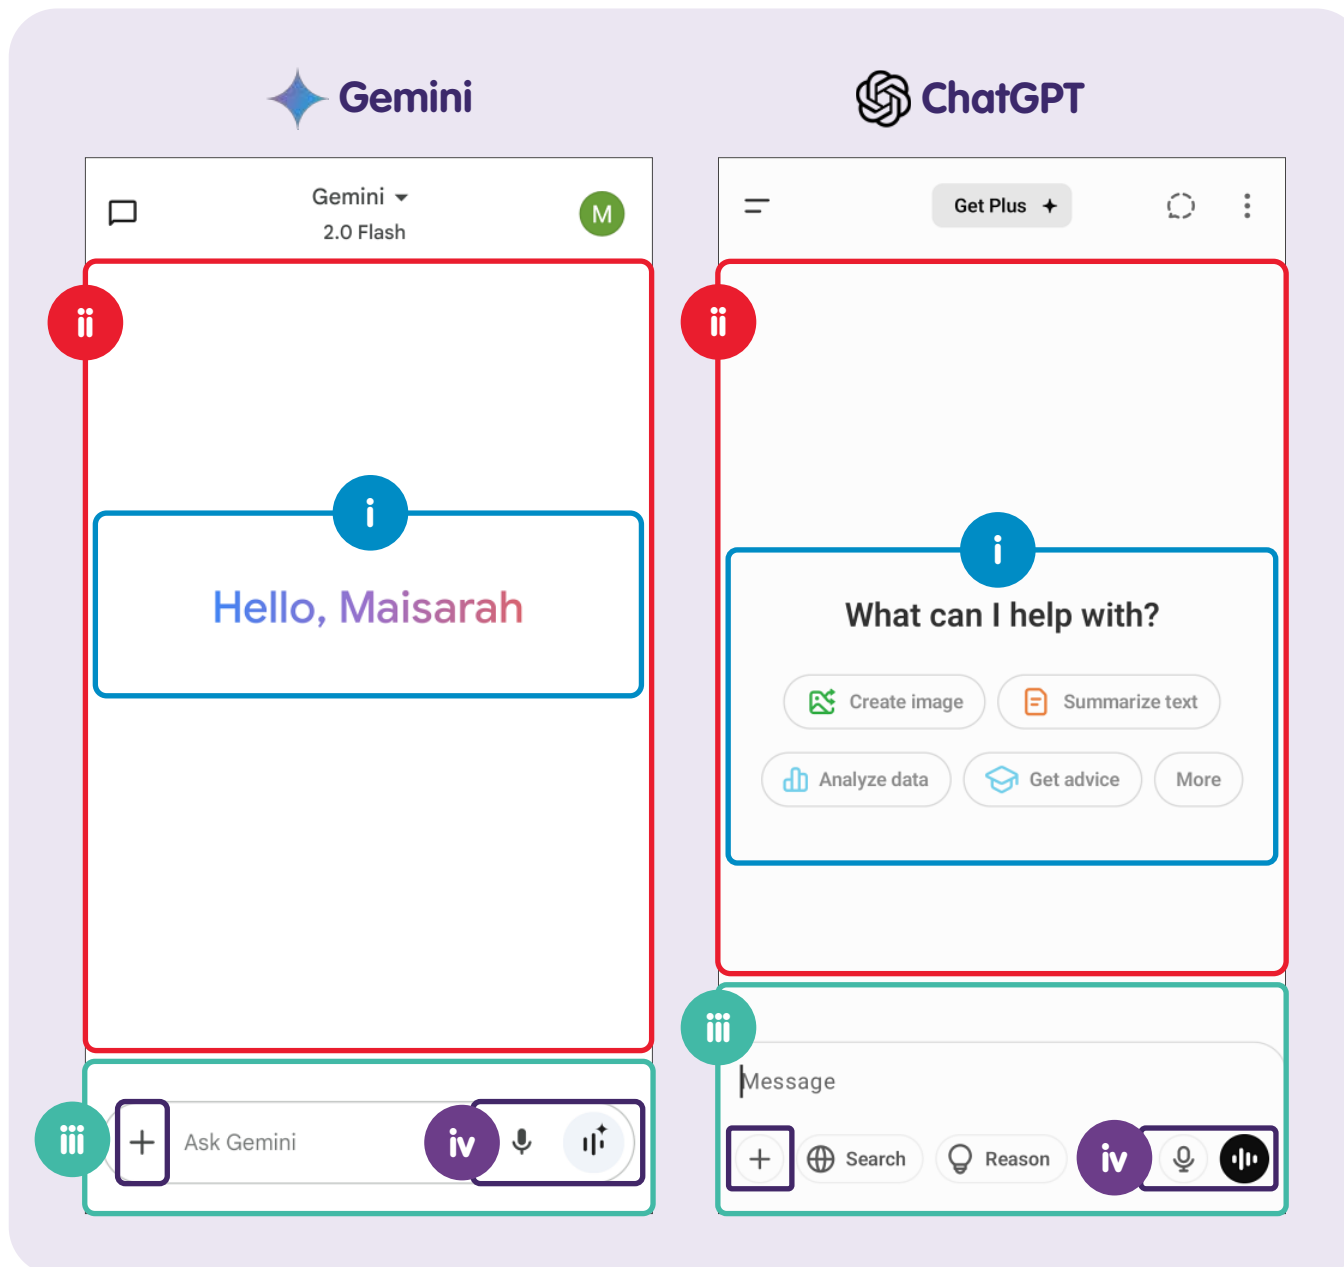 Gemini
Gemini
2.0 Flash
M
ii
i
Hello, Maisarah
iii
Ask Gemini
iv
ChatGPT
Get Plus
ii
i
What can I help with?
Create image
Summarize text
Analyze data
Get advice
More
iii
Message
Search
Reason
iv